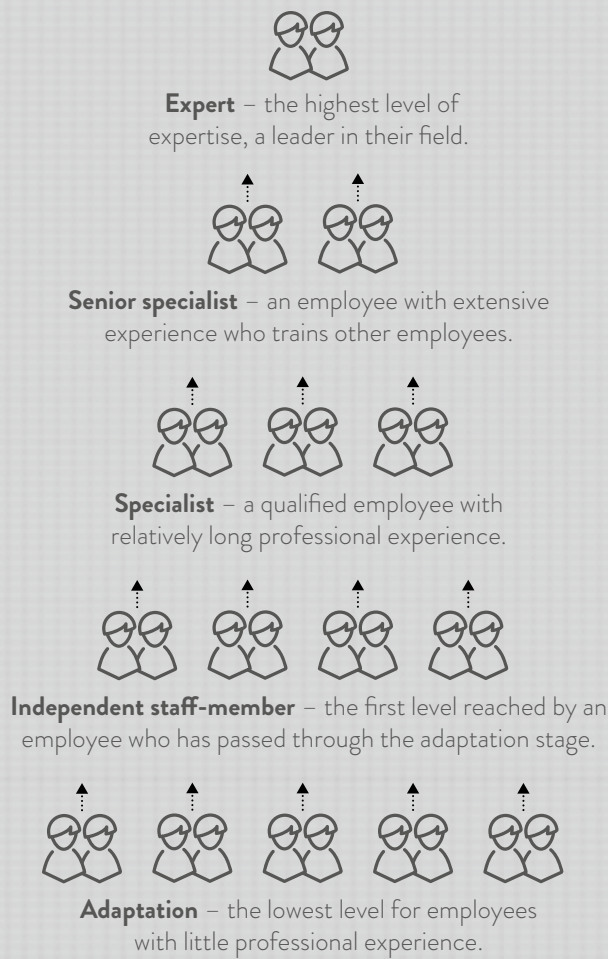 Expert – the highest level of
expertise, a leader in their field.
Senior specialist – an employee with extensive
experience who trains other employees.
Specialist – a qualified employee with
relatively long professional experience.
Independent staff-member – the first level reached by an
employee who has passed through the adaptation stage.
Adaptation – the lowest level for employees
with little professional experience.